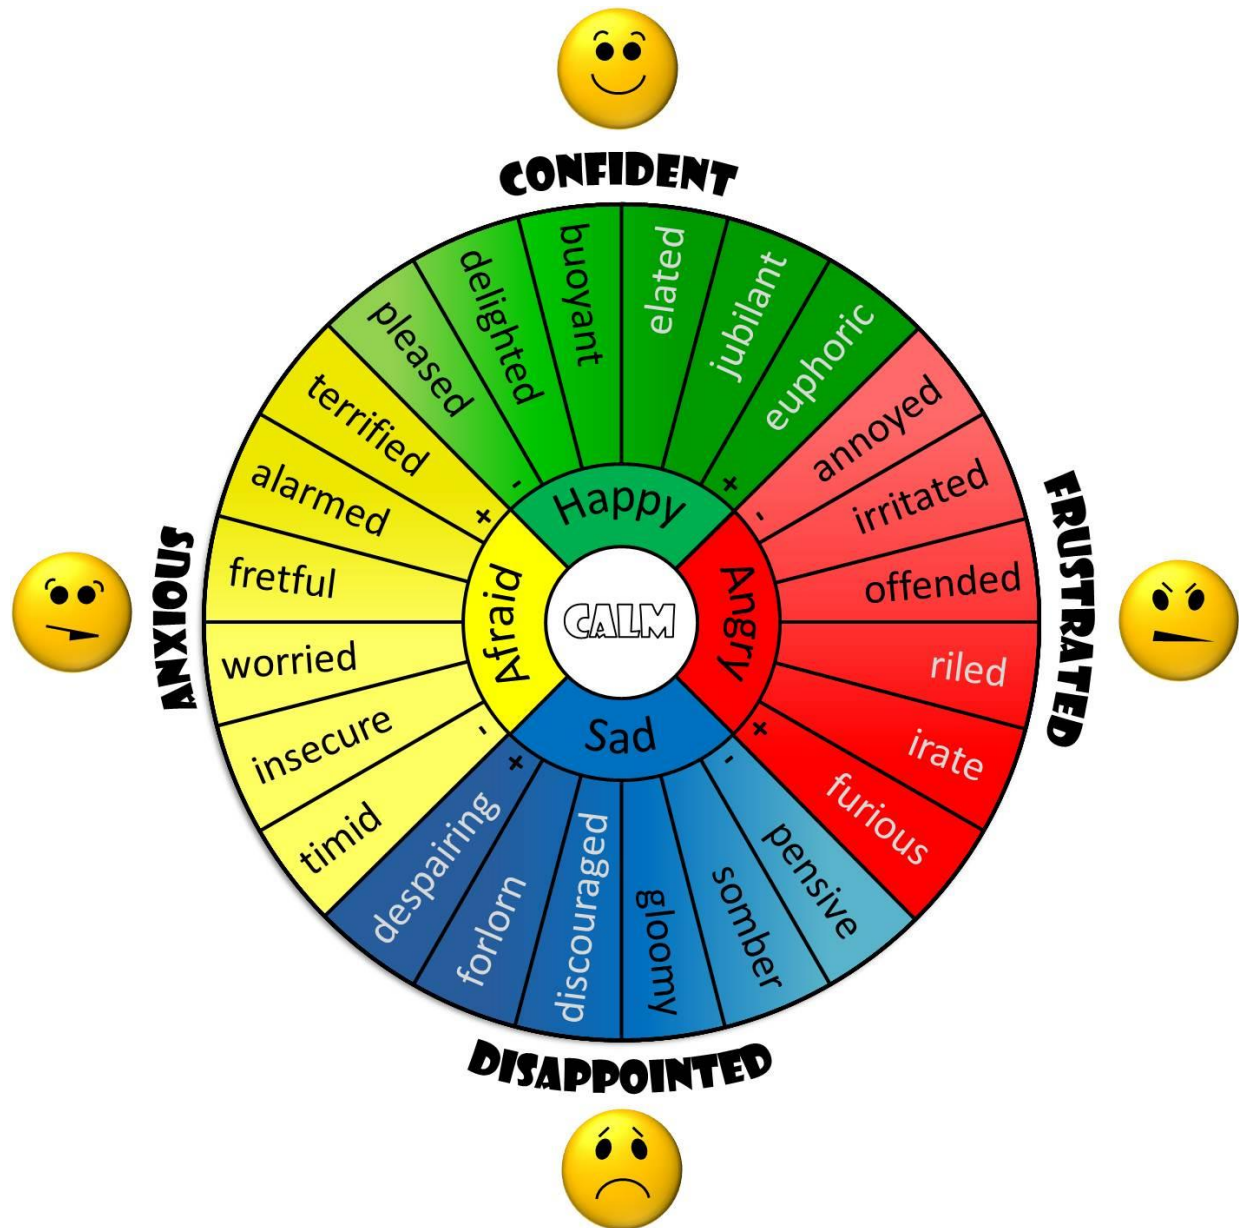 CONFIDENT
pleased
delighted
buoyant
elated
jubilant
euphoric
- Happy +
FRUSTRATED
annoyed
irritated
offended
riled
irate
furious
- Angry +
DISAPPOINTED
pensive
somber
gloomy
discouraged
forlorn
despairing
- Sad +
ANXIOUS
timid
insecure
worried
fretful
alarmed
terrified
- Afraid +
CALM